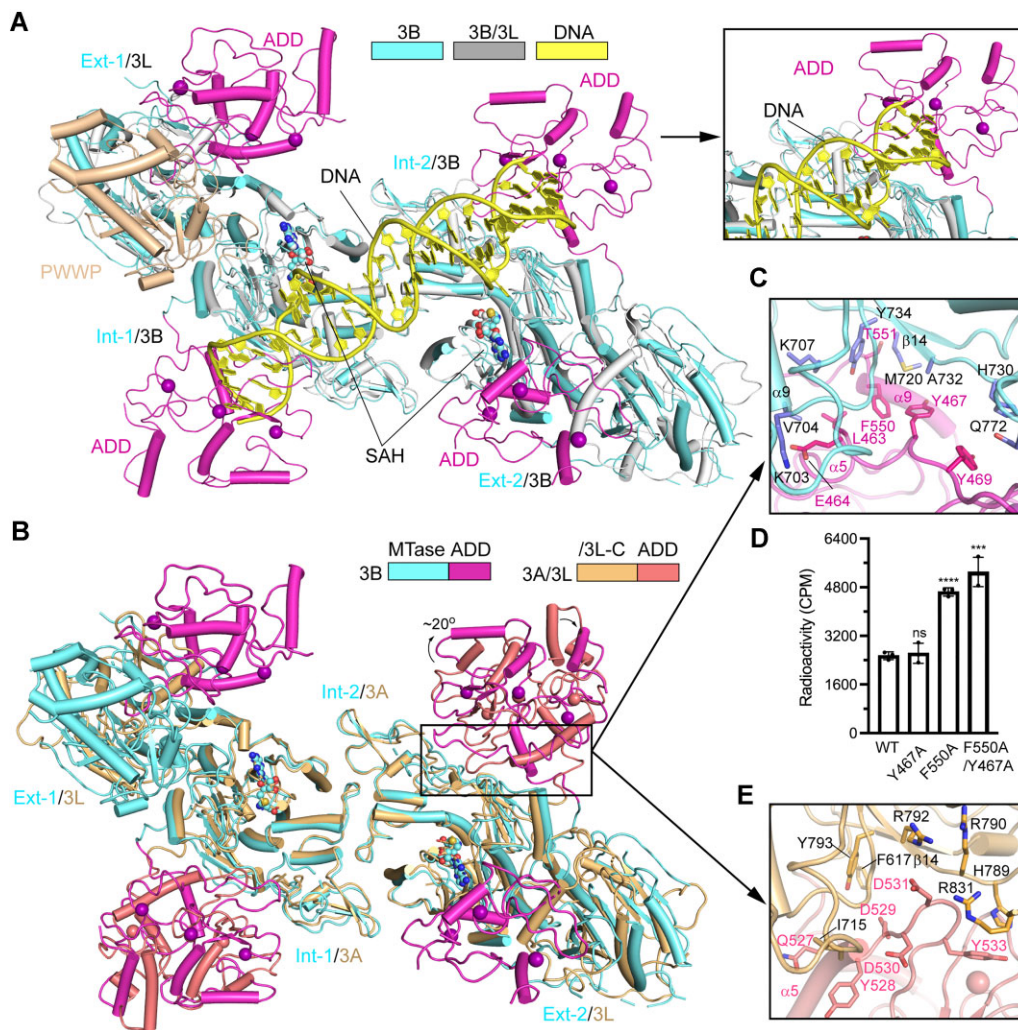 A
Ext-1/3L
ADD
3B
3B/3L
DNA
ADD
Int-2/3B
DNA
PWWP
Int-1/3B
ADD
SAH
ADD
Ext-2/3B
ADD
DNA
C
Y734
T551
β14
K707
M720 A732
H730
α9
α9
Y467
Q772
V704
F550
L463
K703
α5
Y469
E464
B
MTase ADD
3B
/3L-C ADD
3A/3L
~20º
Int-2/3A
Ext-1/3L
Int-1/3A
Ext-2/3L
D
Radioactivity (CPM)
6400
4800
3200
1600
0
ns
****
***
WT
Y467A
F550A
F550A
/Y467A
E
R792
R790
Y793
F617
β14
H789
D531
R831
D529
I715
Q527
Y533
D530
α5
Y528